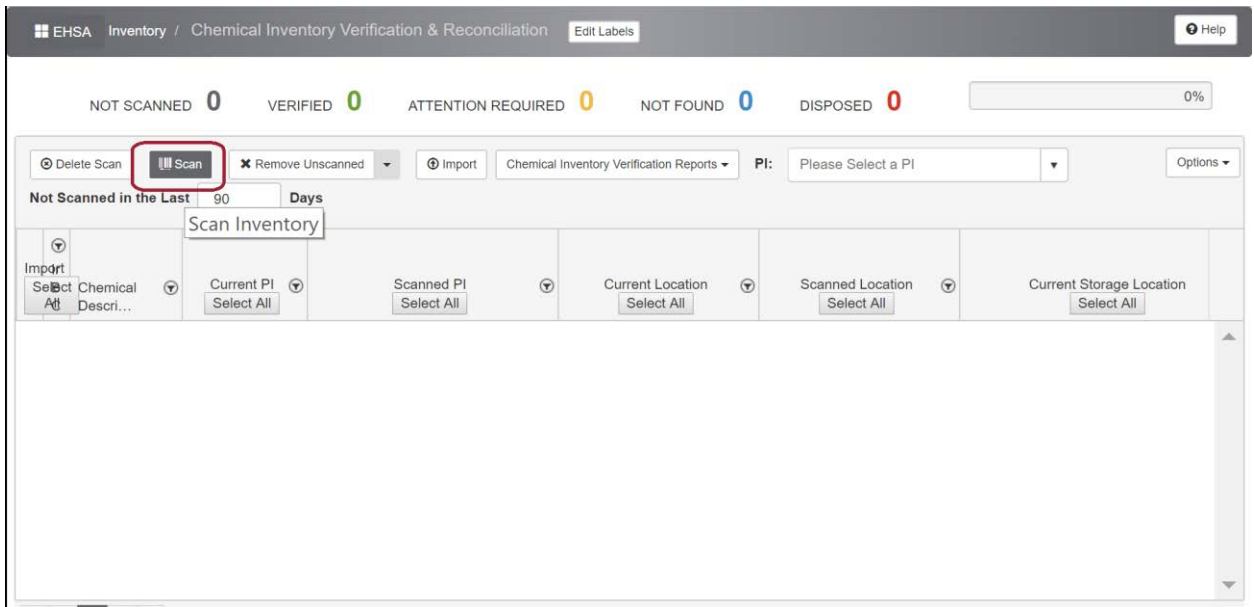 EHSA Inventory / Chemical Inventory Verification & Reconciliation Edit Labels Help
NOT SCANNED 0 VERIFIED 0 ATTENTION REQUIRED 0 NOT FOUND 0 DISPOSED 0 0%
Delete Scan Scan Remove Unscanned Import Chemical Inventory Verification Reports PI: Please Select a PI Options
Not Scanned in the Last 90 Days
Scan Inventory
Import
Select All
Chemical
Descri...
Current PI
Select All
Scanned PI
Select All
Current Location
Select All
Scanned Location
Select All
Current Storage Location
Select All